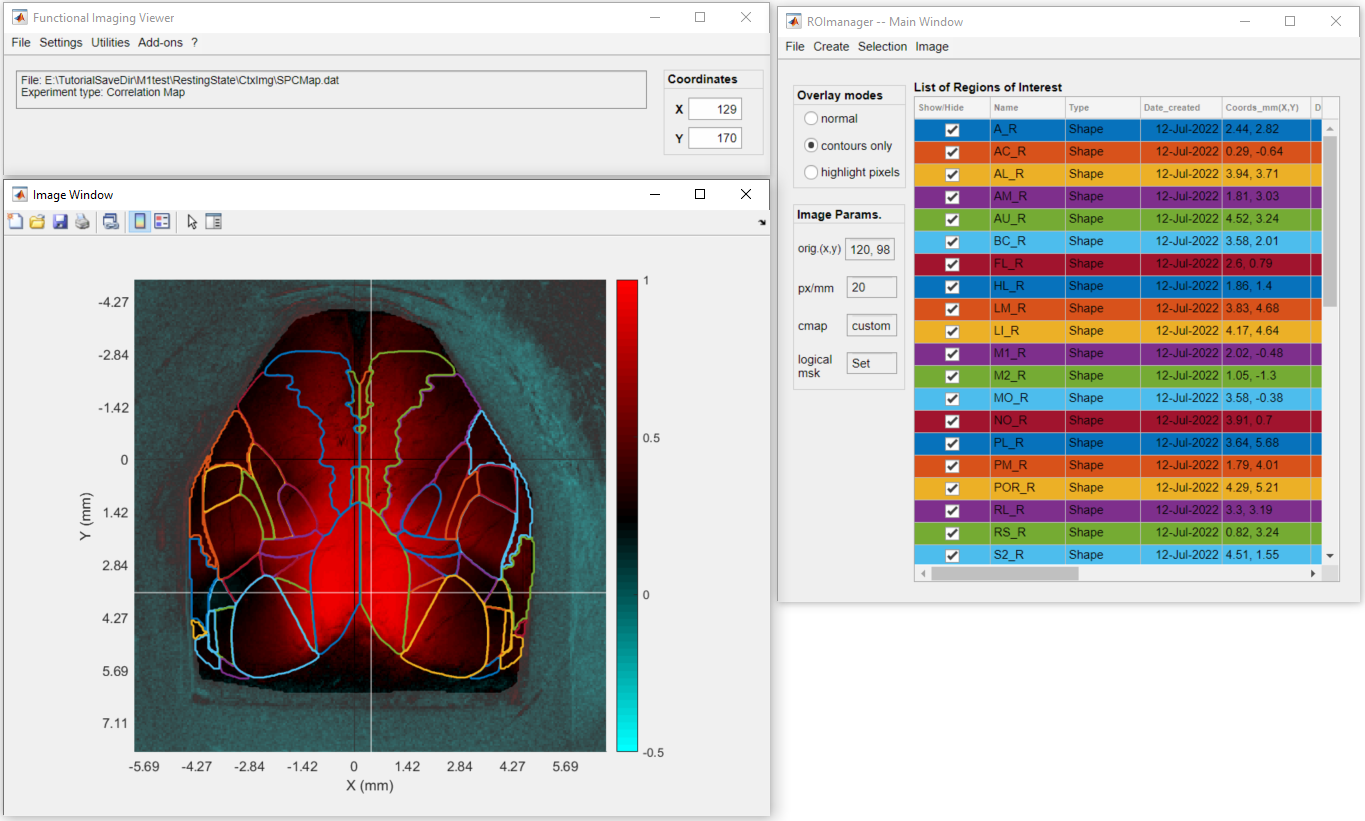 Functional Imaging Viewer
File Settings Utilities Add-ons ?
File: E:\TutorialSaveDir\M1test\RestingState\CtxImg\SPCMap.dat
Experiment type: Correlation Map
Coordinates
X 129
Y 170
Image Window
1
0.5
0
-0.5
-4.27
-2.84
-1.42
0
1.42
2.84
4.27
5.69
7.11
Y (mm)
-5.69 -4.27 -2.84 -1.42 0 1.42 2.84 4.27 5.69
X (mm)
ROImanager -- Main Window
File Create Selection Image
Overlay modes
normal
contours only
highlight pixels
Image Params.
orig.(x,y) 120, 98
px/mm 20
cmap custom
logical msk Set
List of Regions of Interest
Show/Hide Name Type Date_created Coords_mm(X,Y) D
A_R Shape 12-Jul-2022 2.44, 2.82
AC_R Shape 12-Jul-2022 0.29, -0.64
AL_R Shape 12-Jul-2022 3.94, 3.71
AM_R Shape 12-Jul-2022 1.81, 3.03
AU_R Shape 12-Jul-2022 4.52, 3.24
BC_R Shape 12-Jul-2022 3.58, 2.01
FL_R Shape 12-Jul-2022 2.6, 0.79
HL_R Shape 12-Jul-2022 1.86, 1.4
LM_R Shape 12-Jul-2022 3.83, 4.68
LI_R Shape 12-Jul-2022 4.17, 4.64
M1_R Shape 12-Jul-2022 2.02, -0.48
M2_R Shape 12-Jul-2022 1.05, -1.3
MO_R Shape 12-Jul-2022 3.58, -0.38
NO_R Shape 12-Jul-2022 3.91, 0.7
PL_R Shape 12-Jul-2022 3.64, 5.68
PM_R Shape 12-Jul-2022 1.79, 4.01
POR_R Shape 12-Jul-2022 4.29, 5.21
RL_R Shape 12-Jul-2022 3.3, 3.19
RS_R Shape 12-Jul-2022 0.82, 3.24
S2_R Shape 12-Jul-2022 4.51, 1.55